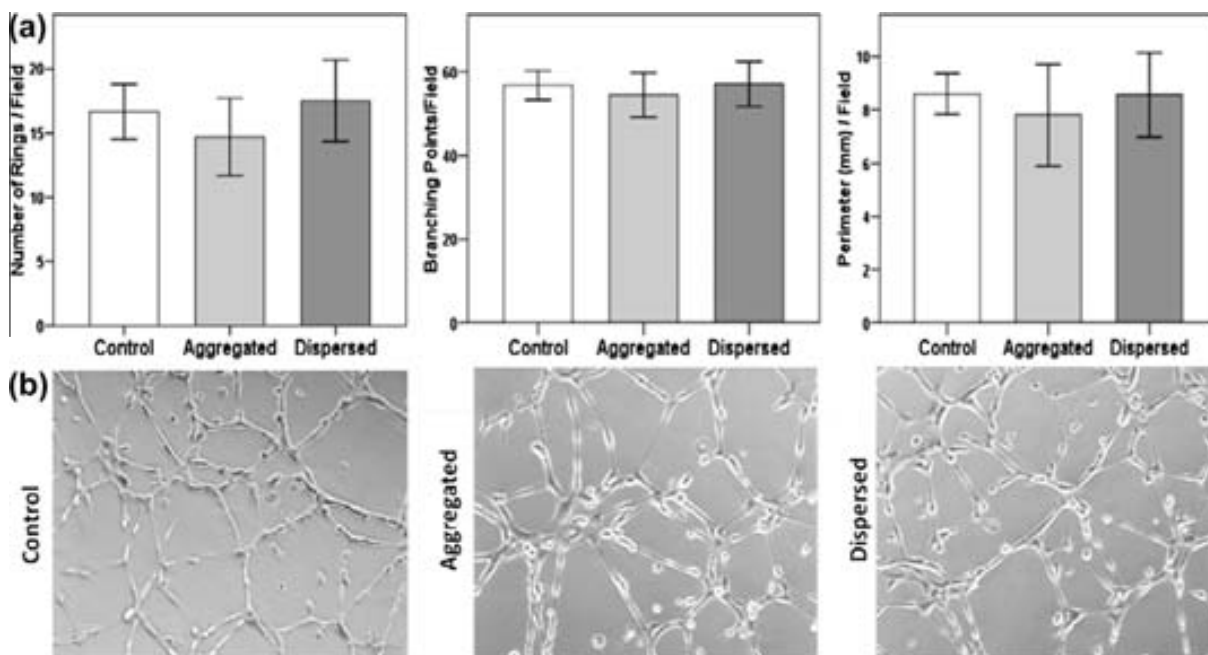 (a)
Number of Rings / Field
20
15
10
5
0
Control Aggregated Dispersed
Branching Points/Field
60
40
20
0
Control Aggregated Dispersed
Perimeter (mm) / Field
10
8
6
4
2
0
Control Aggregated Dispersed
(b)
Control
Aggregated
Dispersed